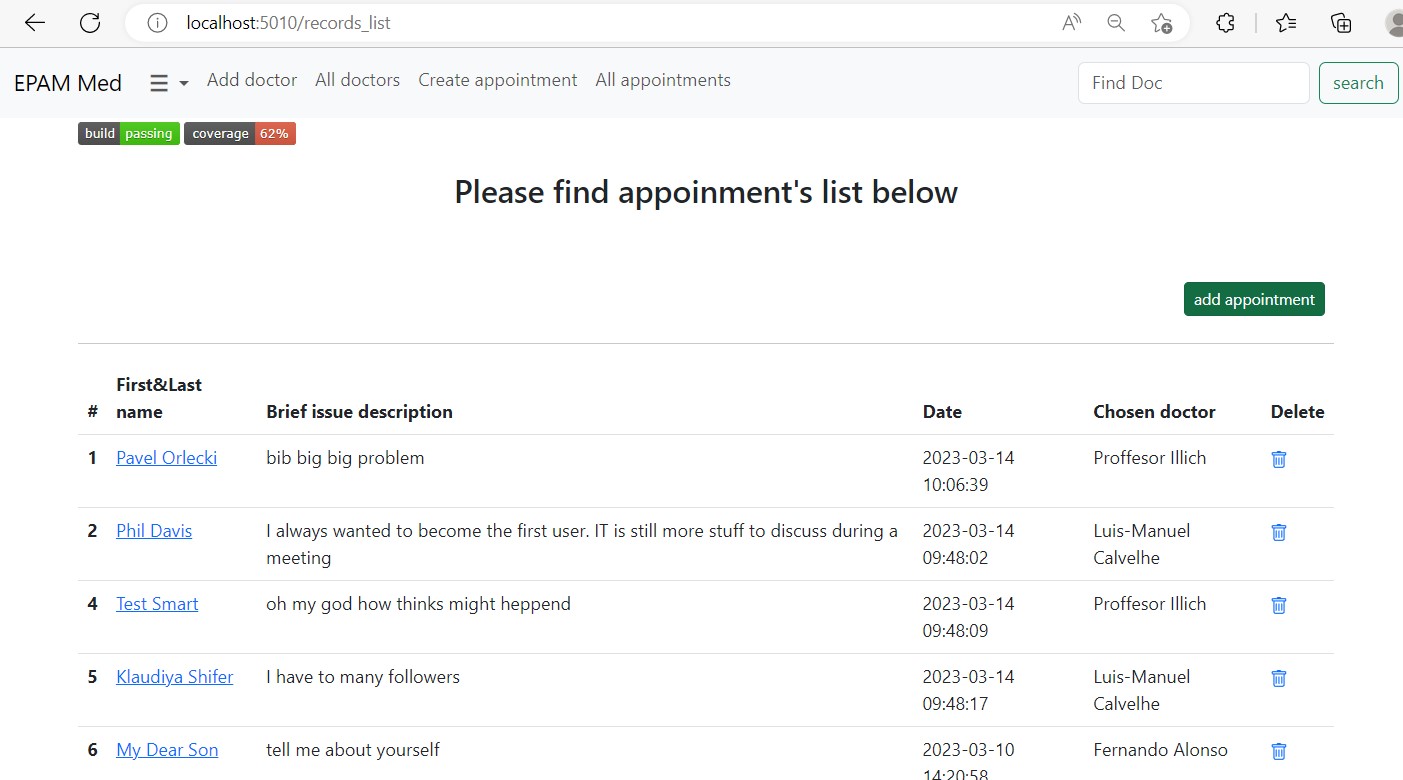 localhost:5010/records_list
EPAM Med Add doctor All doctors Create appointment All appointments Find Doc search
build passing coverage 62%
Please find appoinment's list below
add appointment
First&Last
# name Brief issue description Date Chosen doctor Delete
1 Pavel Orlecki bib big big problem 2023-03-14 Proffesor Illich
10:06:39
2 Phil Davis I always wanted to become the first user. IT is still more stuff to discuss during a 2023-03-14 Luis-Manuel
meeting 09:48:02 Calvelhe
4 Test Smart oh my god how thinks might heppend 2023-03-14 Proffesor Illich
09:48:09
5 Klaudiya Shifer I have to many followers 2023-03-14 Luis-Manuel
09:48:17 Calvelhe
6 My Dear Son tell me about yourself 2023-03-10 Fernando Alonso
14:20:58